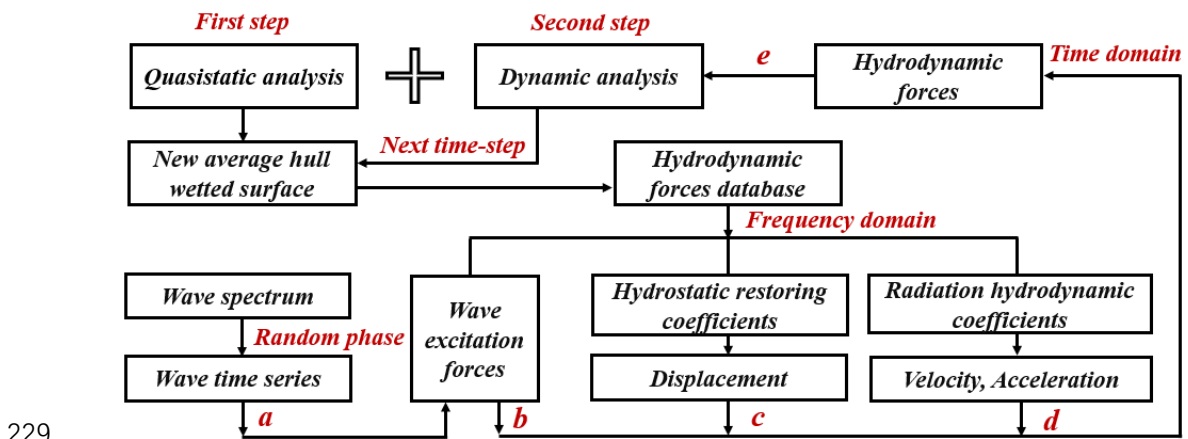 First step
Second step
Quasistatic analysis
Dynamic analysis
e
Hydrodynamic
forces
Time domain
New average hull
wetted surface
Next time-step
Hydrodynamic
forces database
Frequency domain
Wave spectrum
Random phase
Wave time series
a
Wave
excitation
forces
b
Hydrostatic restoring
coefficients
Displacement
c
Radiation hydrodynamic
coefficients
Velocity, Acceleration
d
229